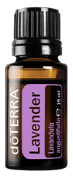 dōTERRA
Lavender
Lavandula
angustifolia
15 mL